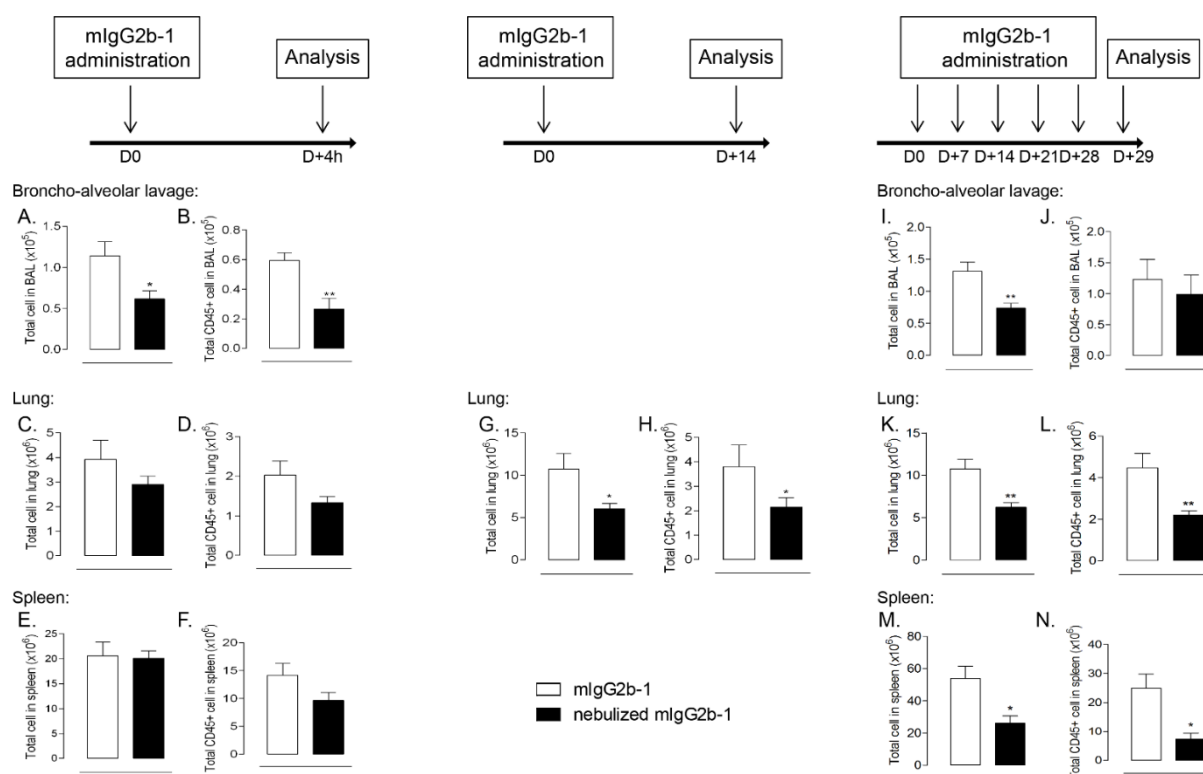 mIgG2b-1
administration
Analysis
D0
D+4h
mIgG2b-1
administration
Analysis
D0
D+14
mIgG2b-1
administration
Analysis
D0
D+7
D+14
D+21
D+28
D+29
Broncho-alveolar lavage:
A.
Total cell in BAL (x10⁵)
1.5
1.0
0.5
0.0
*
B.
Total CD45+ cell in BAL (x10⁵)
0.8
0.6
0.4
0.2
0.0
**
Broncho-alveolar lavage:
I.
Total cell in BAL (x10⁵)
2.0
1.5
1.0
0.5
0.0
**
J.
Total CD45+ cell in BAL (x10⁵)
2.0
1.5
1.0
0.5
0.0
Lung:
C.
Total cell in lung (x10⁶)
5
4
3
2
1
0
D.
Total CD45+ cell in lung (x10⁶)
3
2
1
0
Lung:
G.
Total cell in lung (x10⁶)
15
10
5
0
*
H.
Total CD45+ cell in lung (x10⁶)
5
4
3
2
1
0
*
Lung:
K.
Total cell in lung (x10⁶)
15
10
5
0
**
L.
Total CD45+ cell in lung (x10⁶)
6
4
2
0
**
Spleen:
E.
Total cell in spleen (x10⁶)
25
20
15
10
5
0
F.
Total CD45+ cell in spleen (x10⁶)
20
15
10
5
0
mIgG2b-1
nebulized mIgG2b-1
Spleen:
M.
Total cell in spleen (x10⁶)
80
60
40
20
0
*
N.
Total CD45+ cell in spleen (x10⁶)
40
30
20
10
0
*